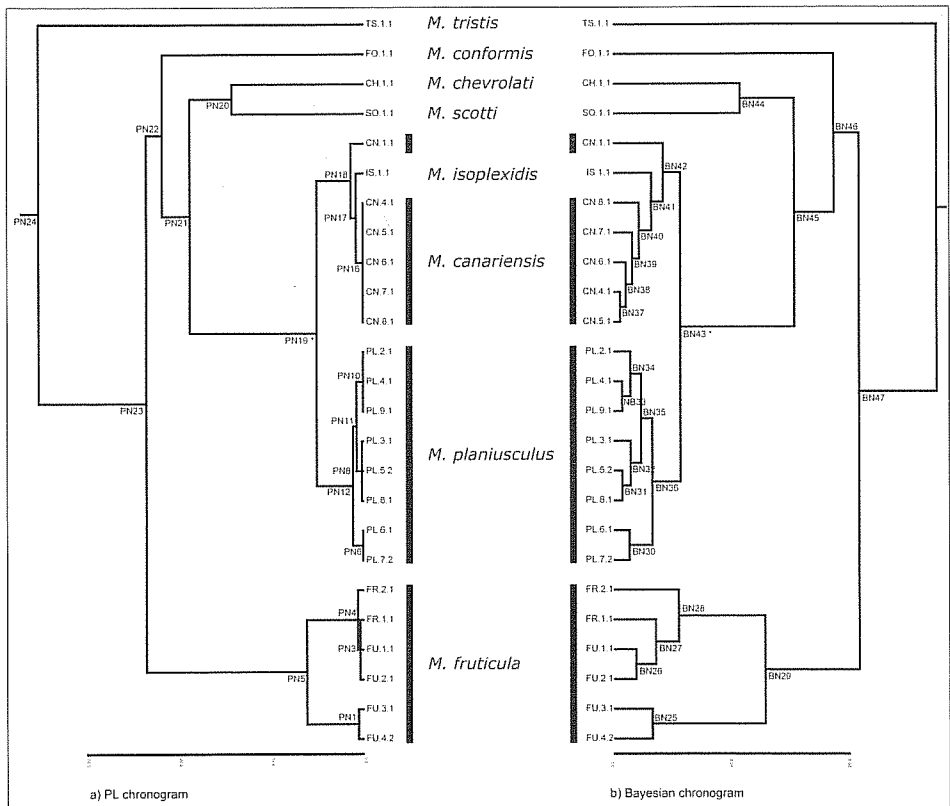 TS.1.1 M. tristis TS.1.1
FO.1.1 M. conformis FO.1.1
CH.1.1 M. chevrolati CH.1.1
PN20 BN44
SO.1.1 M. scotti SO.1.1
PN22 BN46
CN.1.1 CN.1.1
BN42
IS.1.1 M. isoplexidis IS.1.1
PN18
CN.4.1 CN.8.1
BN41
PN24 PN21 PN17 BN45
CN.5.1 CN.7.1
BN40
CN.6.1 M. canariensis CN.6.1
PN16 BN39
CN.7.1 CN.4.1
BN38
BN37
CN.8.1 CN.5.1
PN19 * BN43 *
PL.2.1 PL.2.1
BN34
PN10
PL.4.1 PL.4.1
PL.9.1 NB33 PL.9.1
PN23 BN47
PN11 BN35
PL.3.1 M. planiusculus PL.3.1
PN8 PL.5.2 PL.5.2
BN31
PN12 BN36
PL.8.1 PL.8.1
PL.6.1 PL.6.1
PN6 BN30
PL.7.2 PL.7.2
FR.2.1 FR.2.1
PN4 BN28
FR.1.1 FR.1.1
BN27
PN3 FU.1.1 M. fruticula FU.1.1
BN26
PN5 BN29
FU.2.1 FU.2.1
FU.3.1 FU.3.1
PN1 BN25
FU.4.2 FU.4.2
a) PL chronogram b) Bayesian chronogram